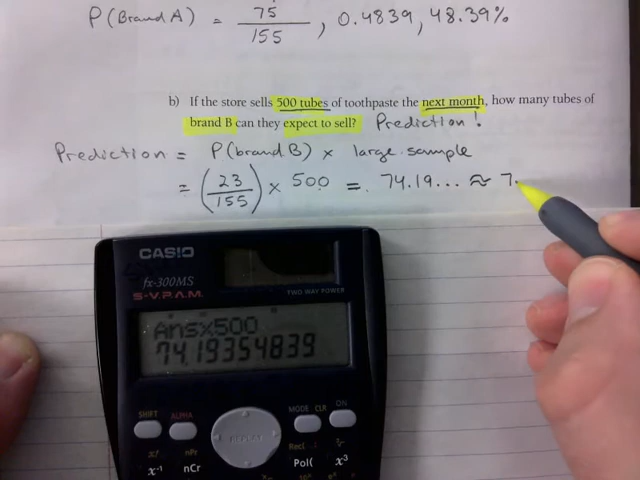 P(Brand A) = 75/155 , 0.4839 , 48.39%
b) If the store sells 500 tubes of toothpaste the next month, how many tubes of
brand B can they expect to sell? Prediction!
Prediction = P(brand B) × large sample
= (23/155) × 500 = 74.19... ≈ 7
CASIO
fx-300MS
S-V.P.A.M.
TWO WAY POWER
Ans×500
74.19354839
SHIFT ALPHA MODE CLR ON
REPLAY
x⁻¹ nCr Pol( x³